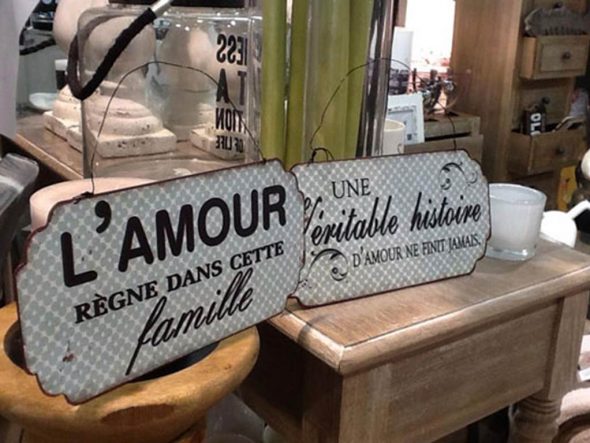 L'AMOUR
RÈGNE DANS CETTE
famille
UNE
Véritable histoire
D'AMOUR NE FINIT JAMAIS.